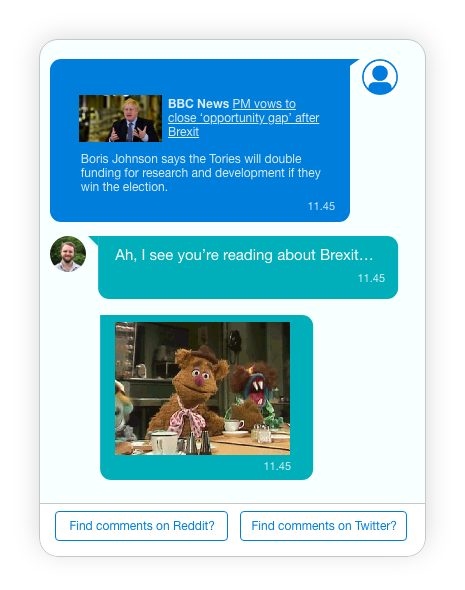 BBC News PM vows to
close ‘opportunity gap’ after
Brexit
Boris Johnson says the Tories will double
funding for research and development if they
win the election.
11.45
Ah, I see you’re reading about Brexit…
11.45
11.45
Find comments on Reddit?
Find comments on Twitter?